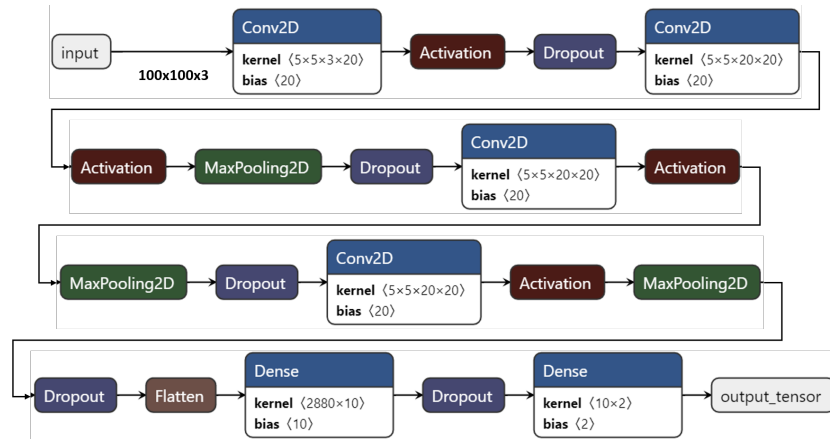 input
100x100x3
Conv2D
kernel ⟨5×5×3×20⟩
bias ⟨20⟩
Activation
Dropout
Conv2D
kernel ⟨5×5×20×20⟩
bias ⟨20⟩
Activation
MaxPooling2D
Dropout
Conv2D
kernel ⟨5×5×20×20⟩
bias ⟨20⟩
Activation
MaxPooling2D
Dropout
Conv2D
kernel ⟨5×5×20×20⟩
bias ⟨20⟩
Activation
MaxPooling2D
Dropout
Flatten
Dense
kernel ⟨2880×10⟩
bias ⟨10⟩
Dropout
Dense
kernel ⟨10×2⟩
bias ⟨2⟩
output_tensor